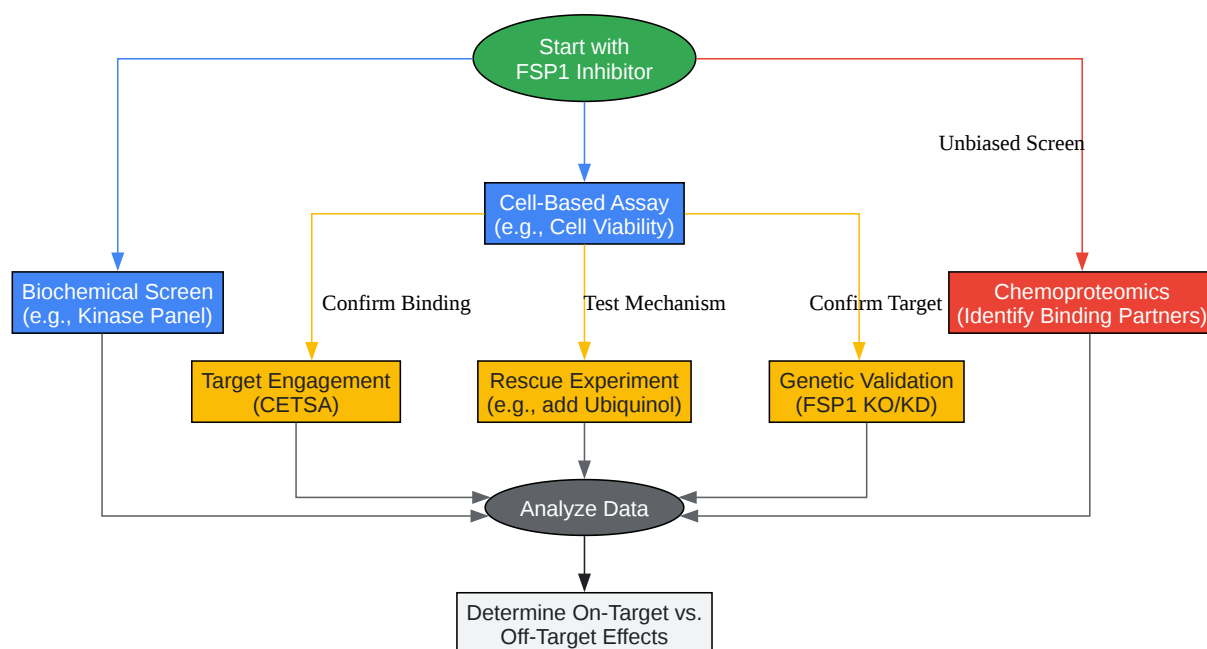 Start with
FSP1 Inhibitor
Unbiased Screen
Cell-Based Assay
(e.g., Cell Viability)
Biochemical Screen
(e.g., Kinase Panel)
Confirm Binding
Test Mechanism
Confirm Target
Chemoproteomics
(Identify Binding Partners)
Target Engagement
(CETSA)
Rescue Experiment
(e.g., add Ubiquinol)
Genetic Validation
(FSP1 KO/KD)
Analyze Data
Determine On-Target vs.
Off-Target Effects